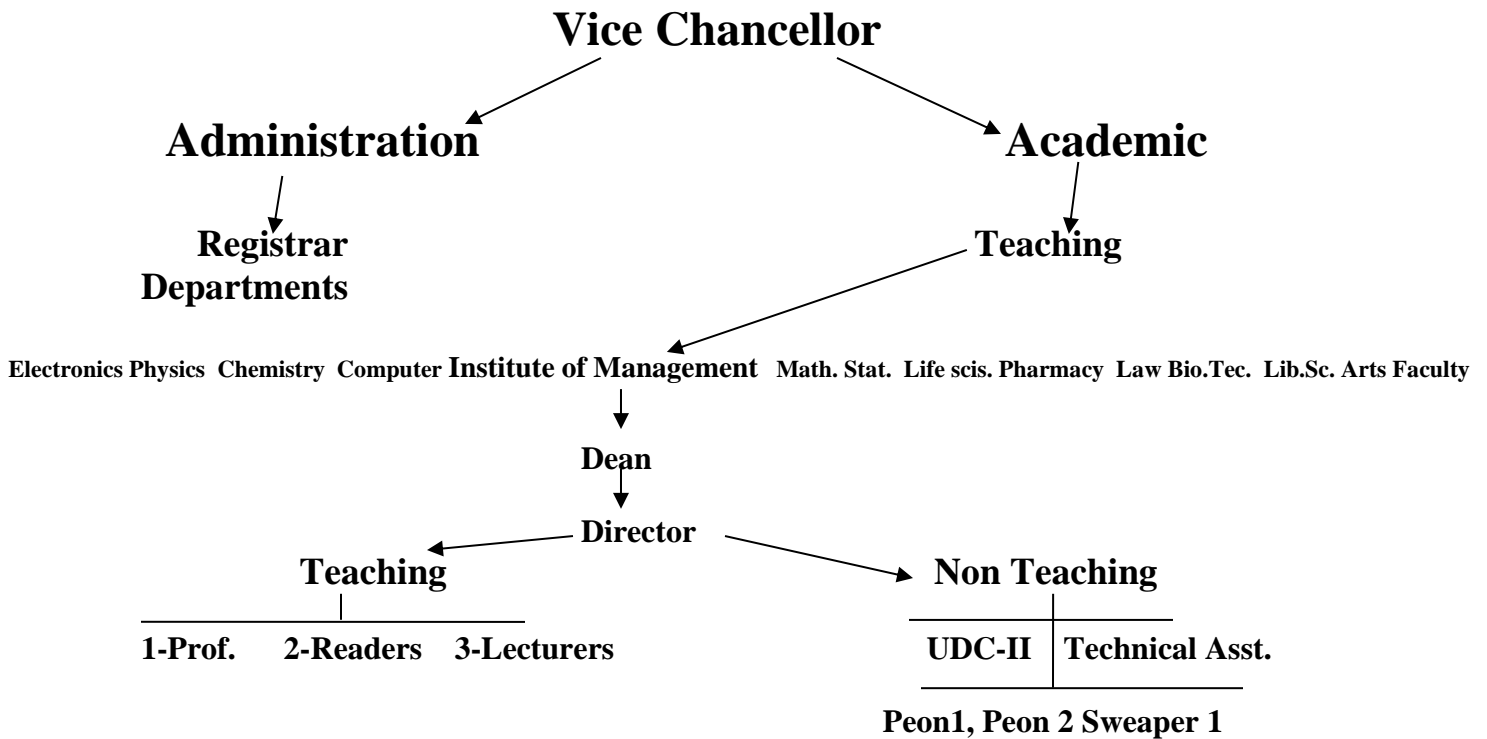 Vice Chancellor
Administration Academic
Registrar Teaching
Departments
Electronics Physics Chemistry Computer Institute of Management Math. Stat. Life scis. Pharmacy Law Bio.Tec. Lib.Sc. Arts Faculty
Dean
Director
Teaching Non Teaching
1-Prof. 2-Readers 3-Lecturers UDC-II Technical Asst.
Peon1, Peon 2 Sweaper 1